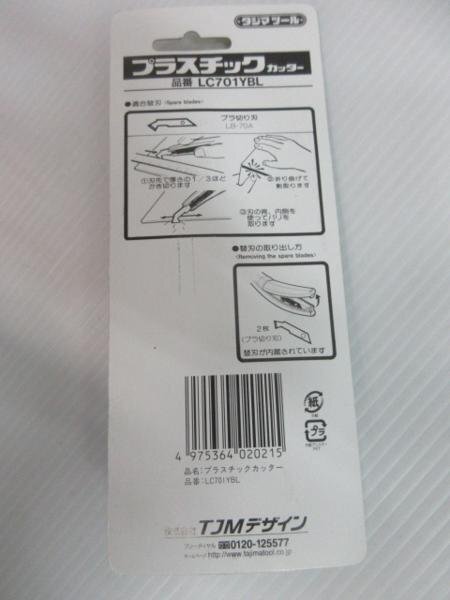 タジマツール
プラスチックカッター
品番 LC701YBL
●適合替刃〈Spare blades〉
プラ切り刃
LB-70A
①刃先で厚さの1/3ほど
かき切ります
②折り曲げて
割取ります
③刃の背、内側を
使ってバリを
取ります
●替刃の取り出し方
〈Removing the spare blades〉
2枚
(プラ切り刃)
替刃が内蔵されています
4 975364 020215
品名:プラスチックカッター
品番:LC701YBL
紙
プラ
株式会社 TJMデザイン
フリーダイヤル 0120-125577
ホームページ http://www.tajimatool.co.jp